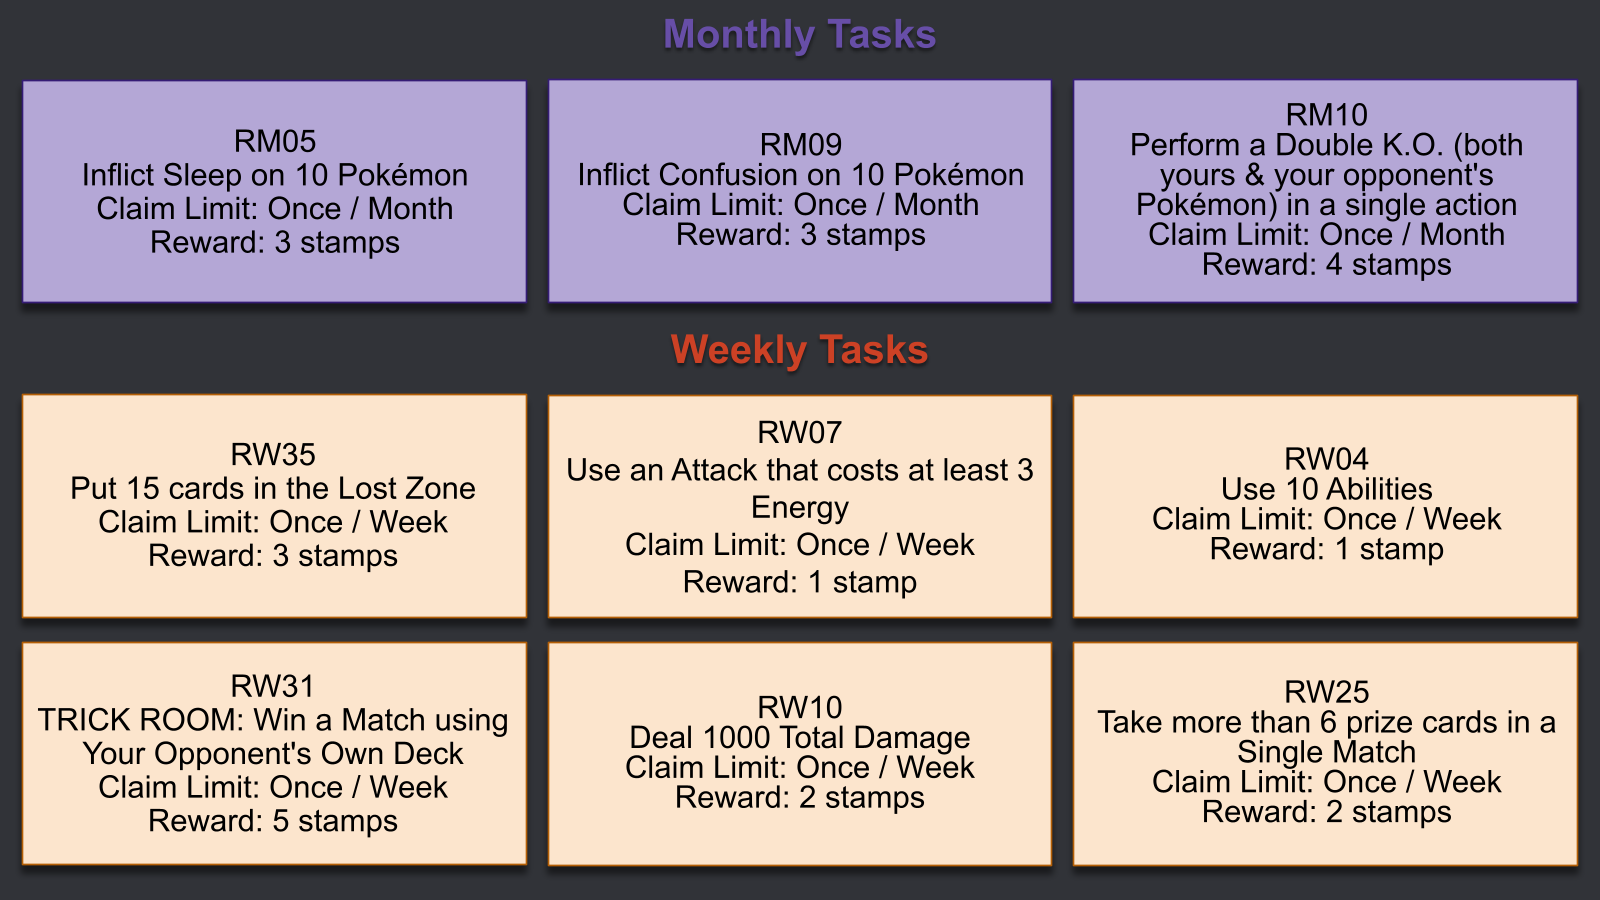 Monthly Tasks
RM05
Inflict Sleep on 10 Pokémon
Claim Limit: Once / Month
Reward: 3 stamps
RM09
Inflict Confusion on 10 Pokémon
Claim Limit: Once / Month
Reward: 3 stamps
RM10
Perform a Double K.O. (both
yours & your opponent's
Pokémon) in a single action
Claim Limit: Once / Month
Reward: 4 stamps
Weekly Tasks
RW35
Put 15 cards in the Lost Zone
Claim Limit: Once / Week
Reward: 3 stamps
RW07
Use an Attack that costs at least 3
Energy
Claim Limit: Once / Week
Reward: 1 stamp
RW04
Use 10 Abilities
Claim Limit: Once / Week
Reward: 1 stamp
RW31
TRICK ROOM: Win a Match using
Your Opponent's Own Deck
Claim Limit: Once / Week
Reward: 5 stamps
RW10
Deal 1000 Total Damage
Claim Limit: Once / Week
Reward: 2 stamps
RW25
Take more than 6 prize cards in a
Single Match
Claim Limit: Once / Week
Reward: 2 stamps